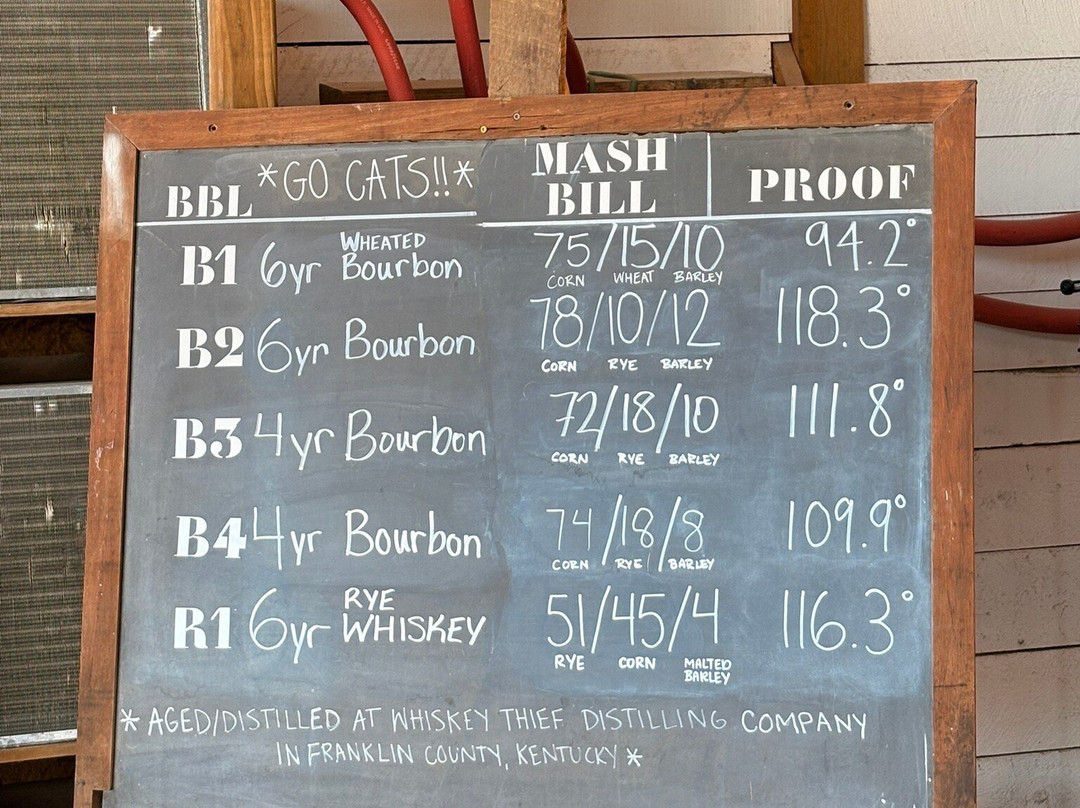 *GO CATS!!*
BBL MASH BILL PROOF
B1 6yr WHEATED Bourbon 75/15/10 94.2°
CORN WHEAT BARLEY
B2 6yr Bourbon 78/10/12 118.3°
CORN RYE BARLEY
B3 4yr Bourbon 72/18/10 111.8°
CORN RYE BARLEY
B4 4yr Bourbon 74/18/8 109.9°
CORN RYE BARLEY
R1 6yr RYE WHISKEY 51/45/4 116.3°
RYE CORN MALTED BARLEY
* AGED/DISTILLED AT WHISKEY THIEF DISTILLING COMPANY
IN FRANKLIN COUNTY, KENTUCKY *